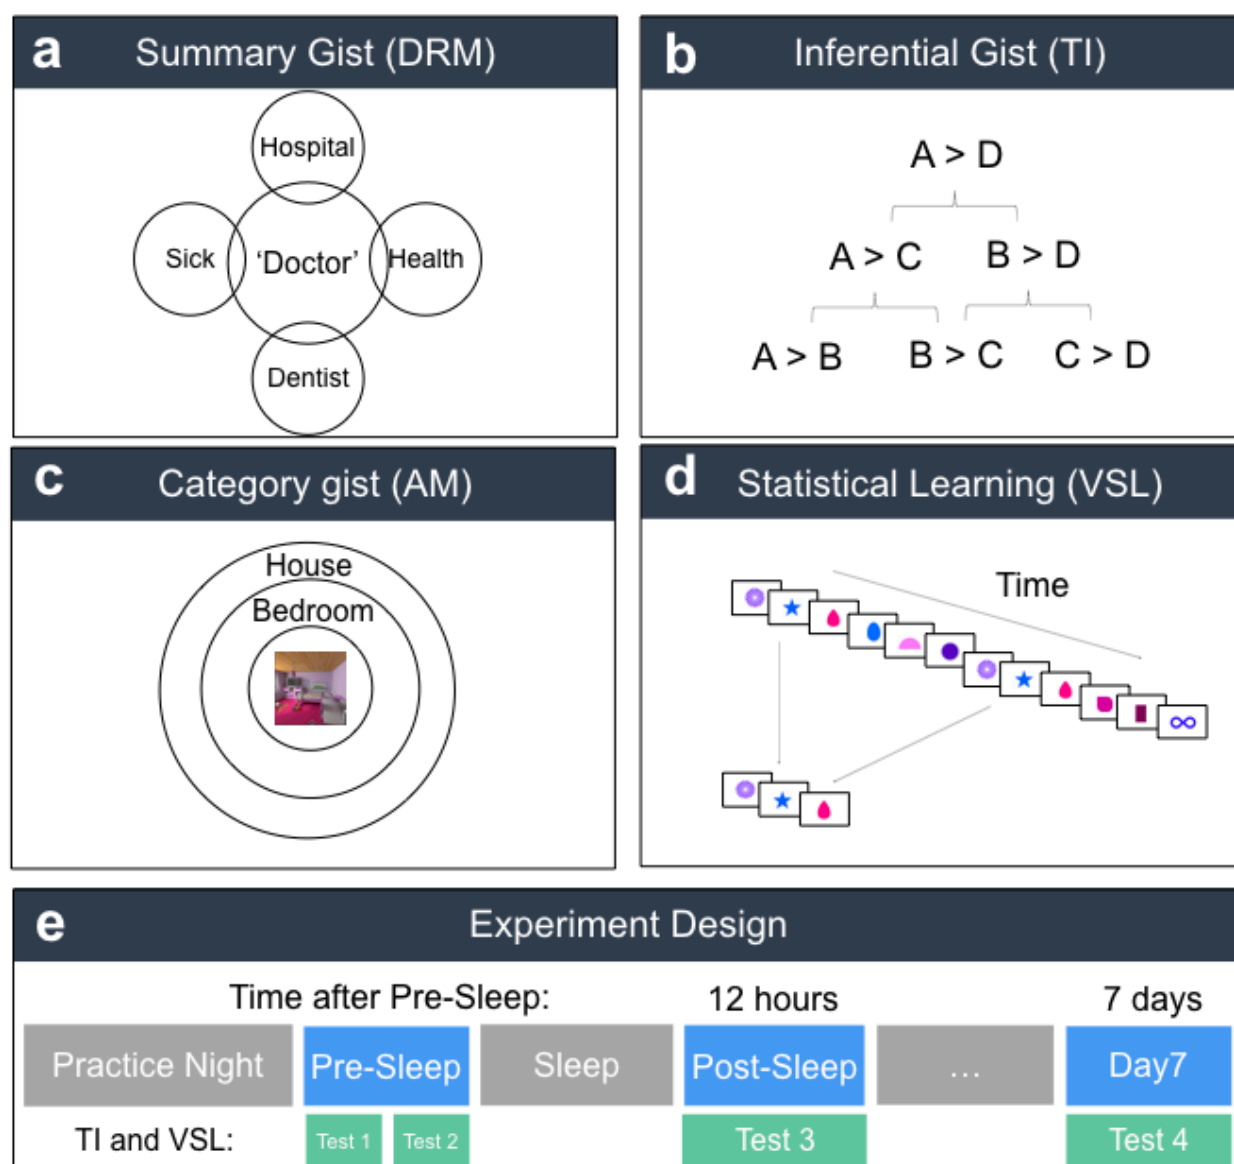 a Summary Gist (DRM)
Hospital
Sick 'Doctor' Health
Dentist
b Inferential Gist (TI)
A > D
A > C B > D
A > B B > C C > D
c Category gist (AM)
House
Bedroom
d Statistical Learning (VSL)
Time
e Experiment Design
Time after Pre-Sleep: 12 hours 7 days
Practice Night Pre-Sleep Sleep Post-Sleep ... Day7
TI and VSL: Test 1 Test 2 Test 3 Test 4